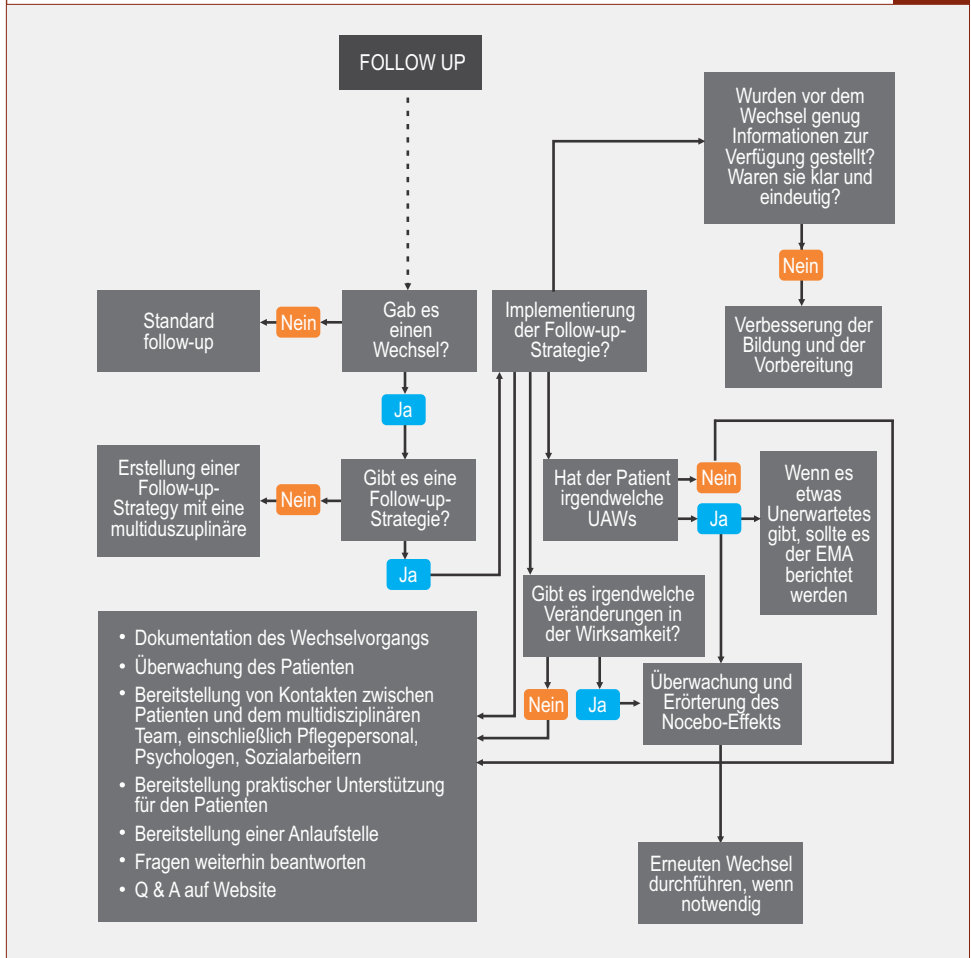 FOLLOW UP
Wurden vor dem
Wechsel genug
Informationen zur
Verfügung gestellt?
Waren sie klar und
eindeutig?
Nein
Verbesserung der
Bildung und der
Vorbereitung
Standard
follow-up
Nein
Gab es
einen
Wechsel?
Implementierung
der Follow-up-
Strategie?
Ja
Erstellung einer
Follow-up-
Strategy mit eine
multiduszuplinäre
Nein
Gibt es eine
Follow-up-
Strategie?
Ja
Hat der Patient
irgendwelche
UAWs
Nein
Ja
Wenn es
etwas
Unerwartetes
gibt, sollte es
der EMA
berichtet
werden
Gibt es irgendwelche
Veränderungen in
der Wirksamkeit?
Nein
Ja
Überwachung und
Erörterung des
Nocebo-Effekts
Erneuten Wechsel
durchführen, wenn
notwendig
• Dokumentation des Wechselvorgangs
• Überwachung des Patienten
• Bereitstellung von Kontakten zwischen
Patienten und dem multidisziplinären
Team, einschließlich Pflegepersonal,
Psychologen, Sozialarbeitern
• Bereitstellung praktischer Unterstützung
für den Patienten
• Bereitstellung einer Anlaufstelle
• Fragen weiterhin beantworten
• Q & A auf Website